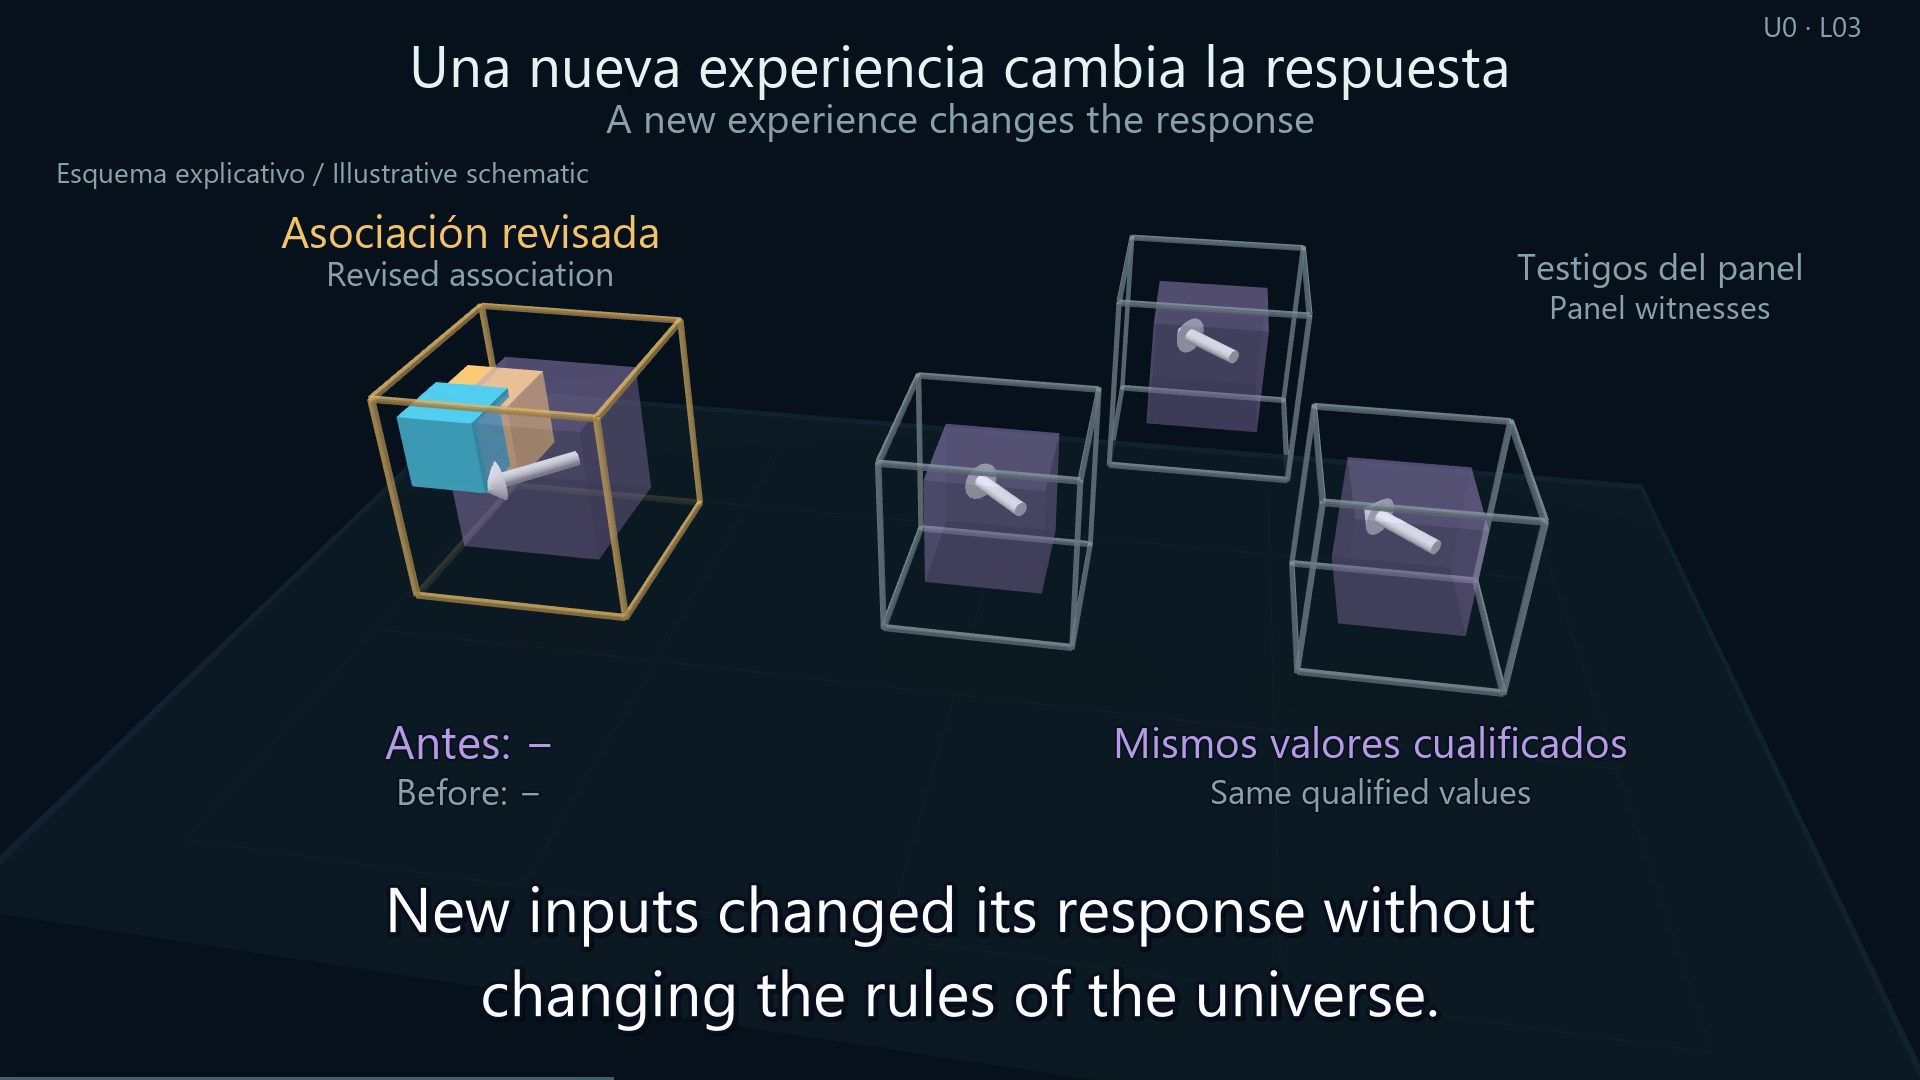 U0 · L03
Una nueva experiencia cambia la respuesta
A new experience changes the response
Esquema explicativo / Illustrative schematic
Asociación revisada
Revised association
Testigos del panel
Panel witnesses
Antes: –
Before: –
Mismos valores cualificados
Same qualified values
New inputs changed its response without
changing the rules of the universe.